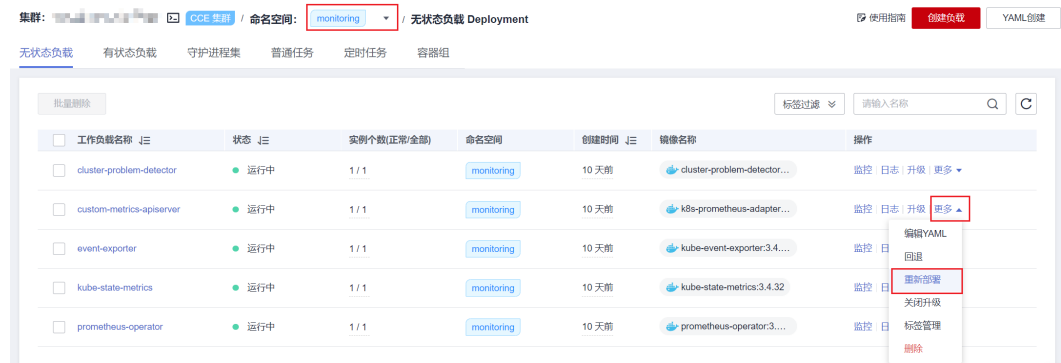 集群： CCE 集群 / 命名空间： monitoring / 无状态负载 Deployment 使用指南 创建负载 YAML创建
无状态负载 有状态负载 守护进程集 普通任务 定时任务 容器组
批量删除 标签过滤 请输入名称
工作负载名称 状态 实例个数(正常/全部) 命名空间 创建时间 镜像名称 操作
cluster-problem-detector 运行中 1 / 1 monitoring 10 天前 cluster-problem-detector... 监控 日志 升级 更多
custom-metrics-apiserver 运行中 1 / 1 monitoring 10 天前 k8s-prometheus-adapter... 监控 日志 升级 更多
编辑YAML
event-exporter 运行中 1 / 1 monitoring 10 天前 kube-event-exporter:3.4.... 监控 日
回退
重新部署
kube-state-metrics 运行中 1 / 1 monitoring 10 天前 kube-state-metrics:3.4.32 监控 日
关闭升级
prometheus-operator 运行中 1 / 1 monitoring 10 天前 prometheus-operator:3.... 监控 日
标签管理
删除